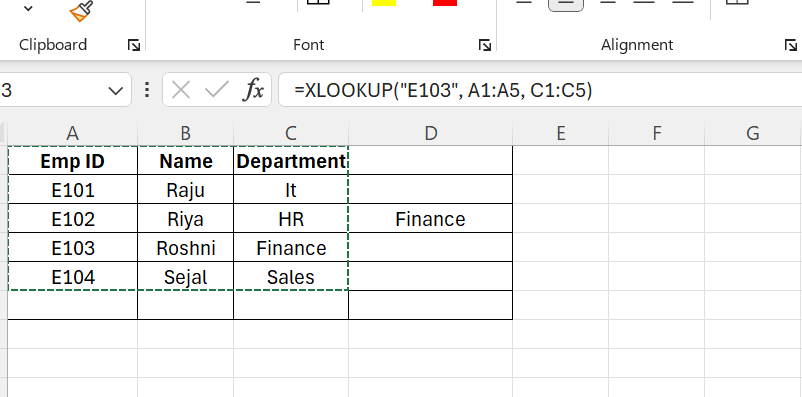 Clipboard Font Alignment
3 fx =XLOOKUP("E103", A1:A5, C1:C5)
A B C D E F G
Emp ID Name Department
E101 Raju It
E102 Riya HR Finance
E103 Roshni Finance
E104 Sejal Sales